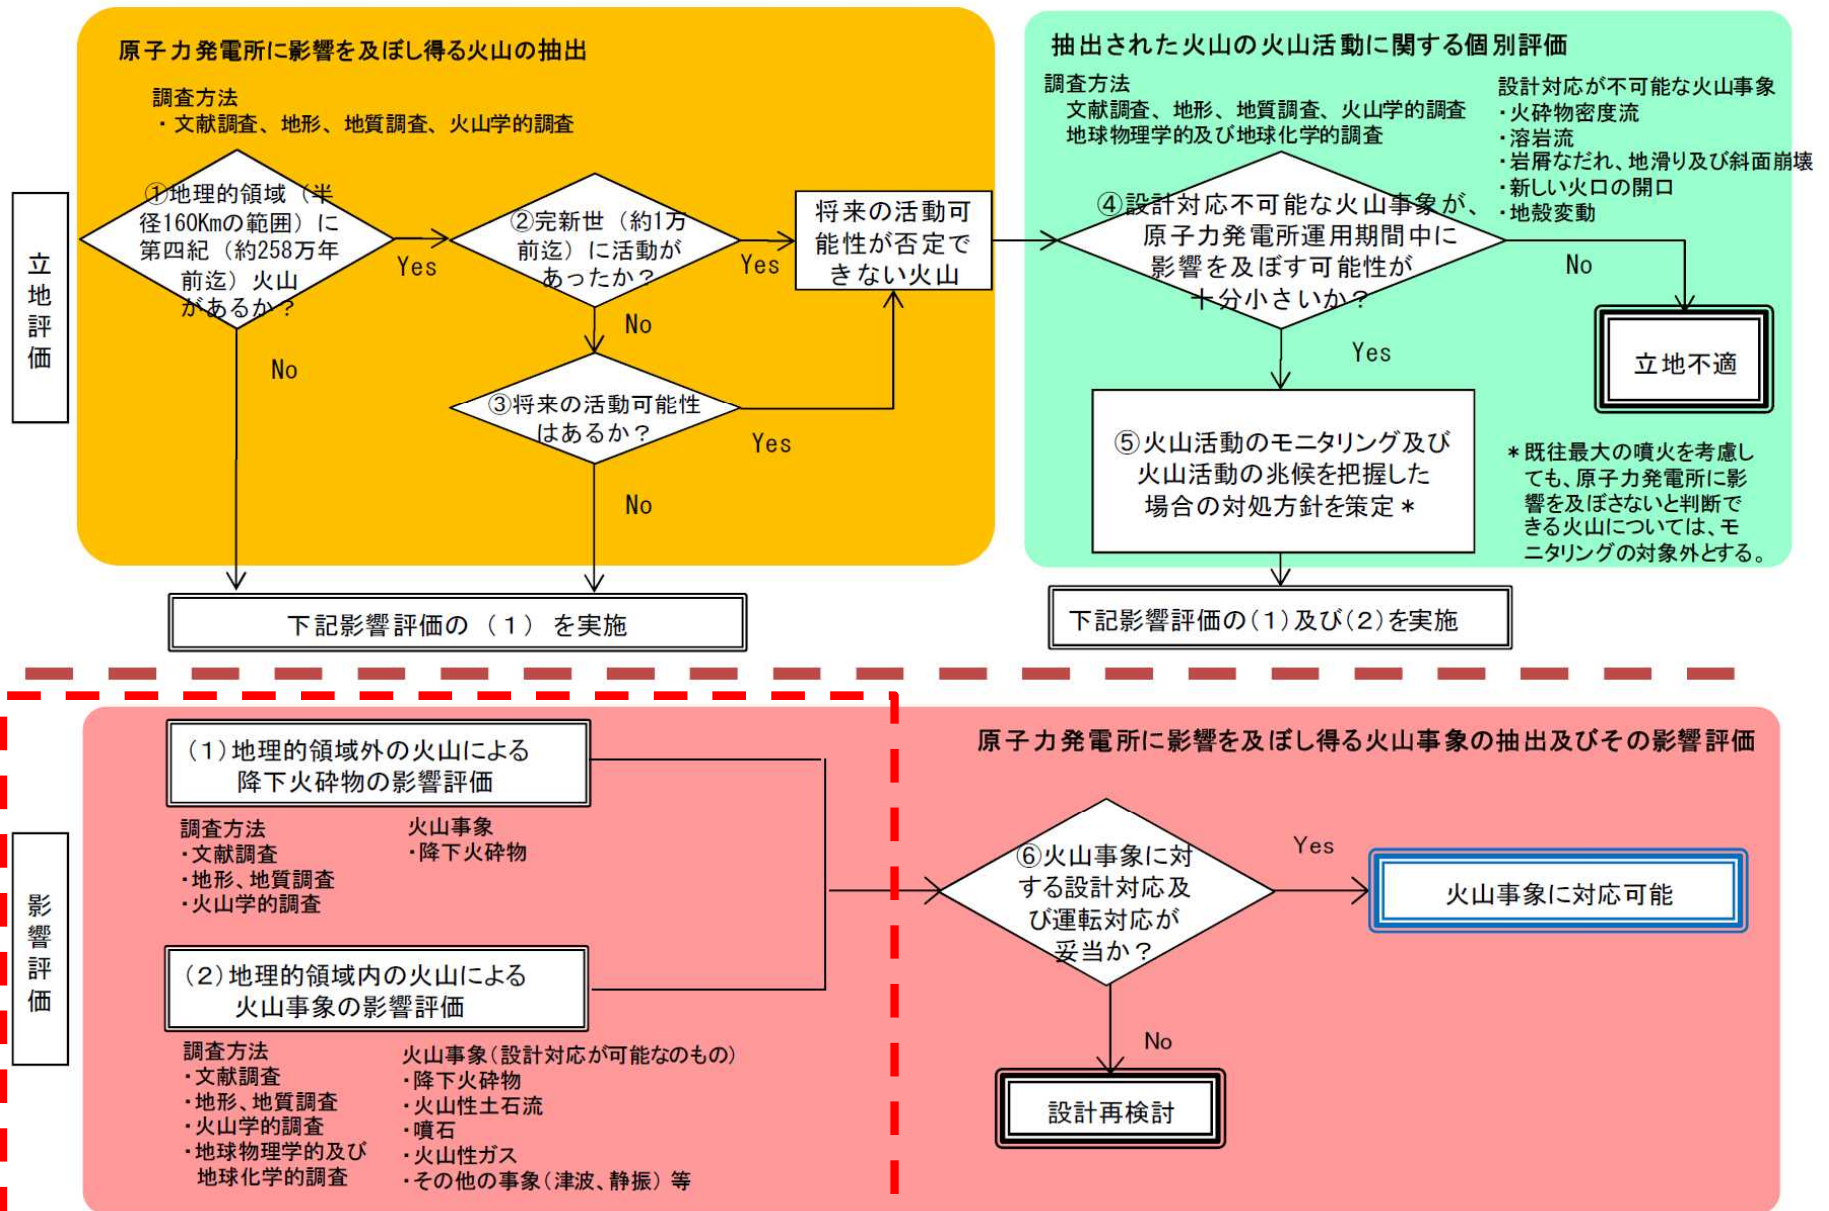 原子力発電所に影響を及ぼし得る火山の抽出
調査方法
・文献調査、地形、地質調査、火山学的調査
立地評価
①地理的領域（半
径160Kmの範囲）に
第四紀（約258万年
前迄）火山
があるか？
Yes
No
②完新世（約1万
前迄）に活動が
あったか？
Yes
No
③将来の活動可能性
はあるか？
Yes
No
将来の活動可
能性が否定で
きない火山
下記影響評価の（１）を実施
抽出された火山の火山活動に関する個別評価
調査方法
文献調査、地形、地質調査、火山学的調査
地球物理学的及び地球化学的調査
設計対応が不可能な火山事象
・火砕物密度流
・溶岩流
・岩屑なだれ、地滑り及び斜面崩壊
・新しい火口の開口
・地殻変動
④設計対応不可能な火山事象が、
原子力発電所運用期間中に
影響を及ぼす可能性が
十分小さいか？
No
Yes
立地不適
⑤火山活動のモニタリング及び
火山活動の兆候を把握した
場合の対処方針を策定＊
＊既往最大の噴火を考慮し
ても、原子力発電所に影
響を及ぼさないと判断で
きる火山については、モ
ニタリングの対象外とする。
下記影響評価の（１）及び（２）を実施
影響評価
原子力発電所に影響を及ぼし得る火山事象の抽出及びその影響評価
（１）地理的領域外の火山による
降下火砕物の影響評価
調査方法
・文献調査
・地形、地質調査
・火山学的調査
火山事象
・降下火砕物
（２）地理的領域内の火山による
火山事象の影響評価
調査方法
・文献調査
・地形、地質調査
・火山学的調査
・地球物理学的及び
地球化学的調査
火山事象（設計対応が可能なのもの）
・降下火砕物
・火山性土石流
・噴石
・火山性ガス
・その他の事象（津波、静振）等
⑥火山事象に対
する設計対応及
び運転対応が
妥当か？
Yes
No
火山事象に対応可能
設計再検討